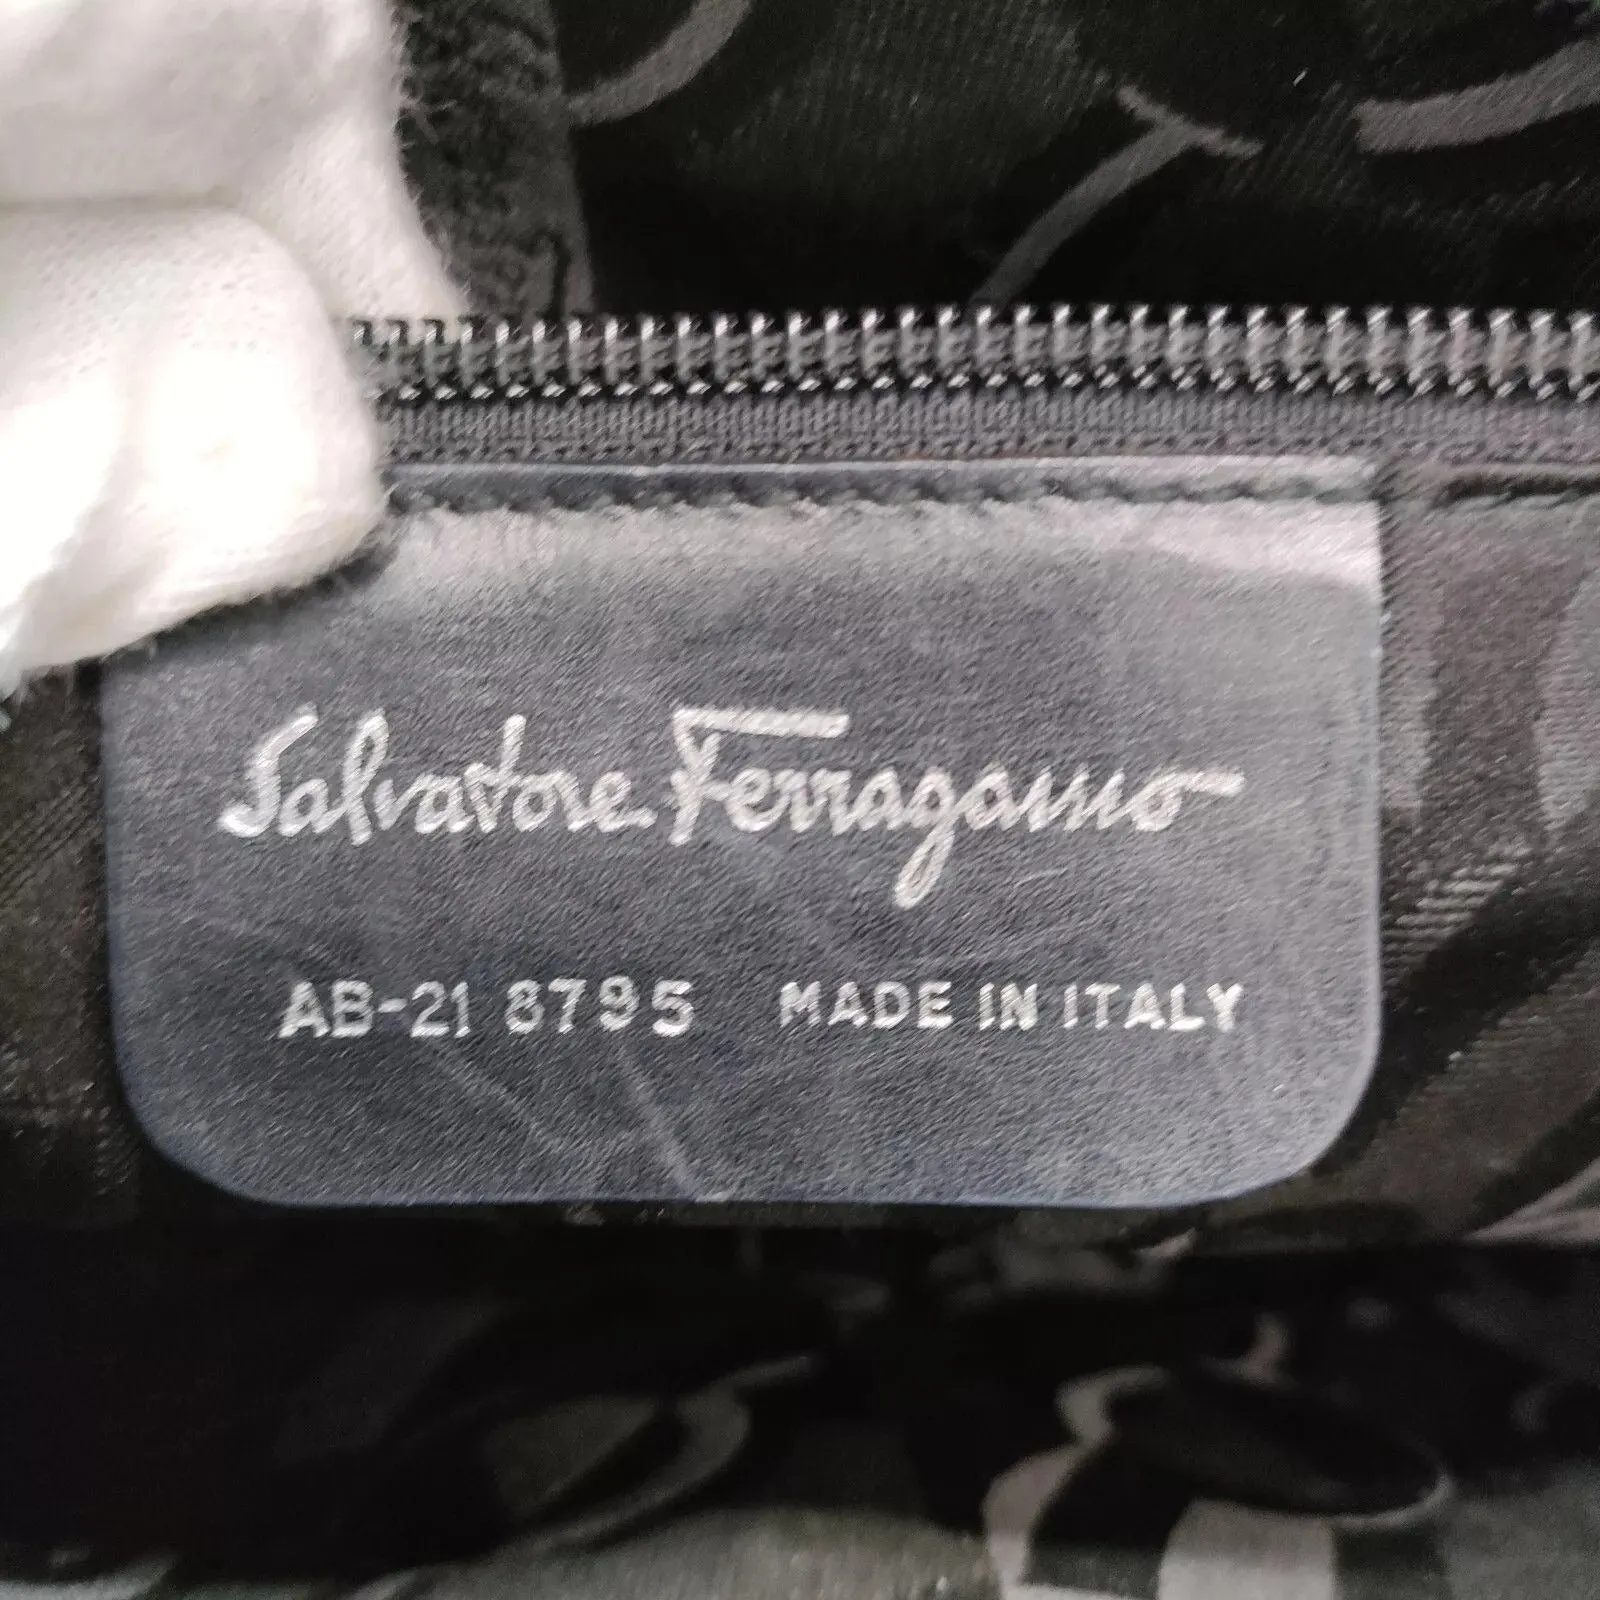 Salvatore Ferragamo
AB-21 8795 MADE IN ITALY